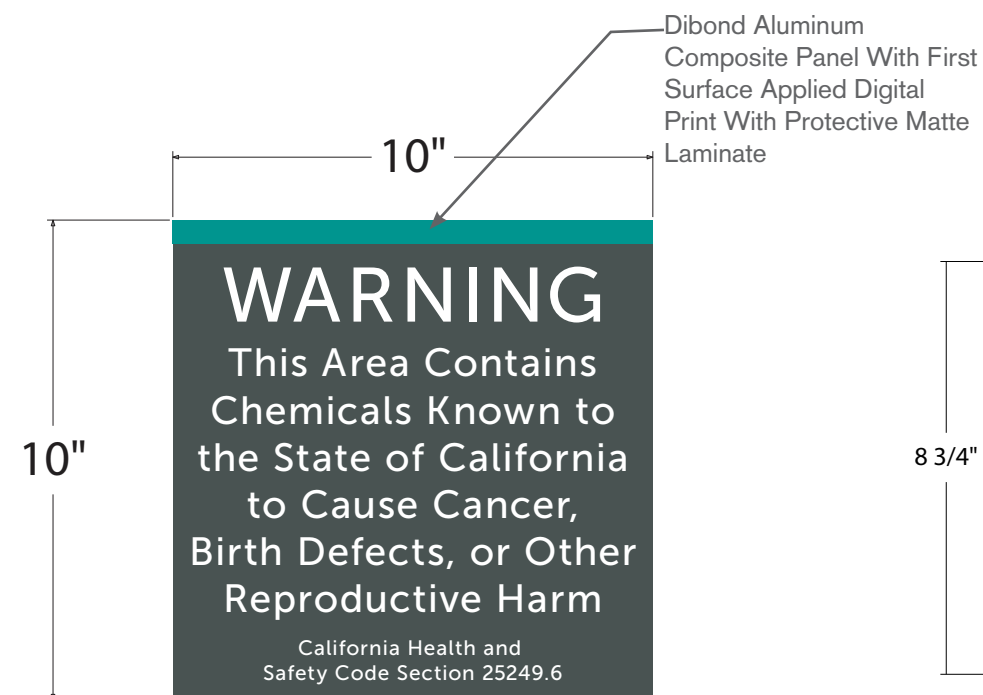 Dibond Aluminum
Composite Panel With First
Surface Applied Digital
Print With Protective Matte
Laminate
10"
WARNING
This Area Contains
Chemicals Known to
the State of California
to Cause Cancer,
Birth Defects, or Other
Reproductive Harm
California Health and
Safety Code Section 25249.6
10"
8 3/4"